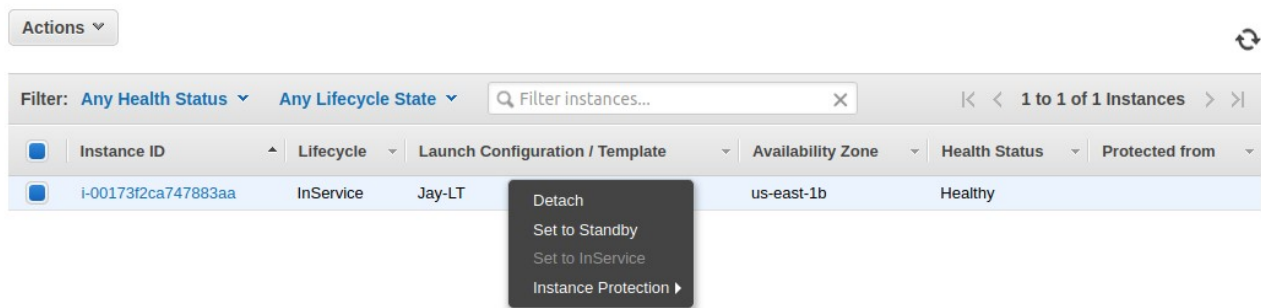 Actions
Filter: Any Health Status Any Lifecycle State Filter instances... 1 to 1 of 1 Instances
Instance ID Lifecycle Launch Configuration / Template Availability Zone Health Status Protected from
i-00173f2ca747883aa InService Jay-LT us-east-1b Healthy
Detach
Set to Standby
Set to InService
Instance Protection